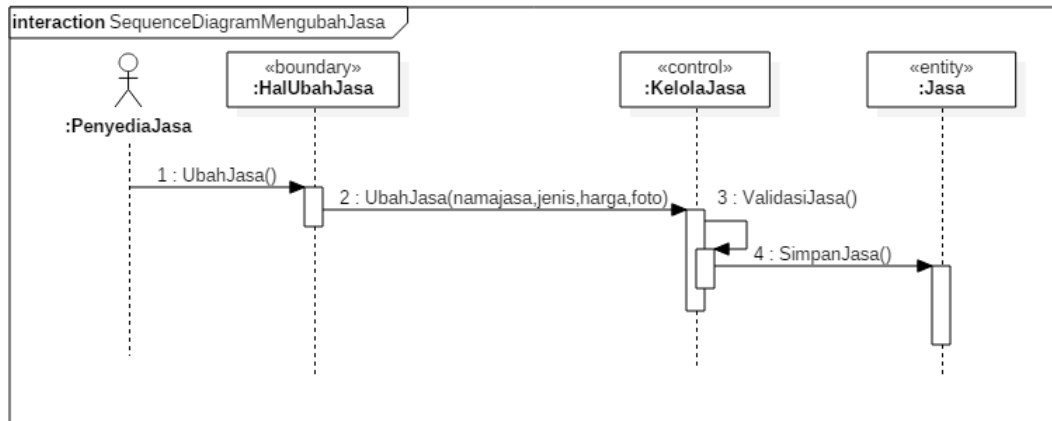 interaction SequenceDiagramMengubahJasa
«boundary»
:HalUbahJasa
«control»
:KelolaJasa
«entity»
:Jasa
:PenyediaJasa
1 : UbahJasa()
2 : UbahJasa(namajasa,jenis,harga,foto)
3 : ValidasiJasa()
4 : SimpanJasa()